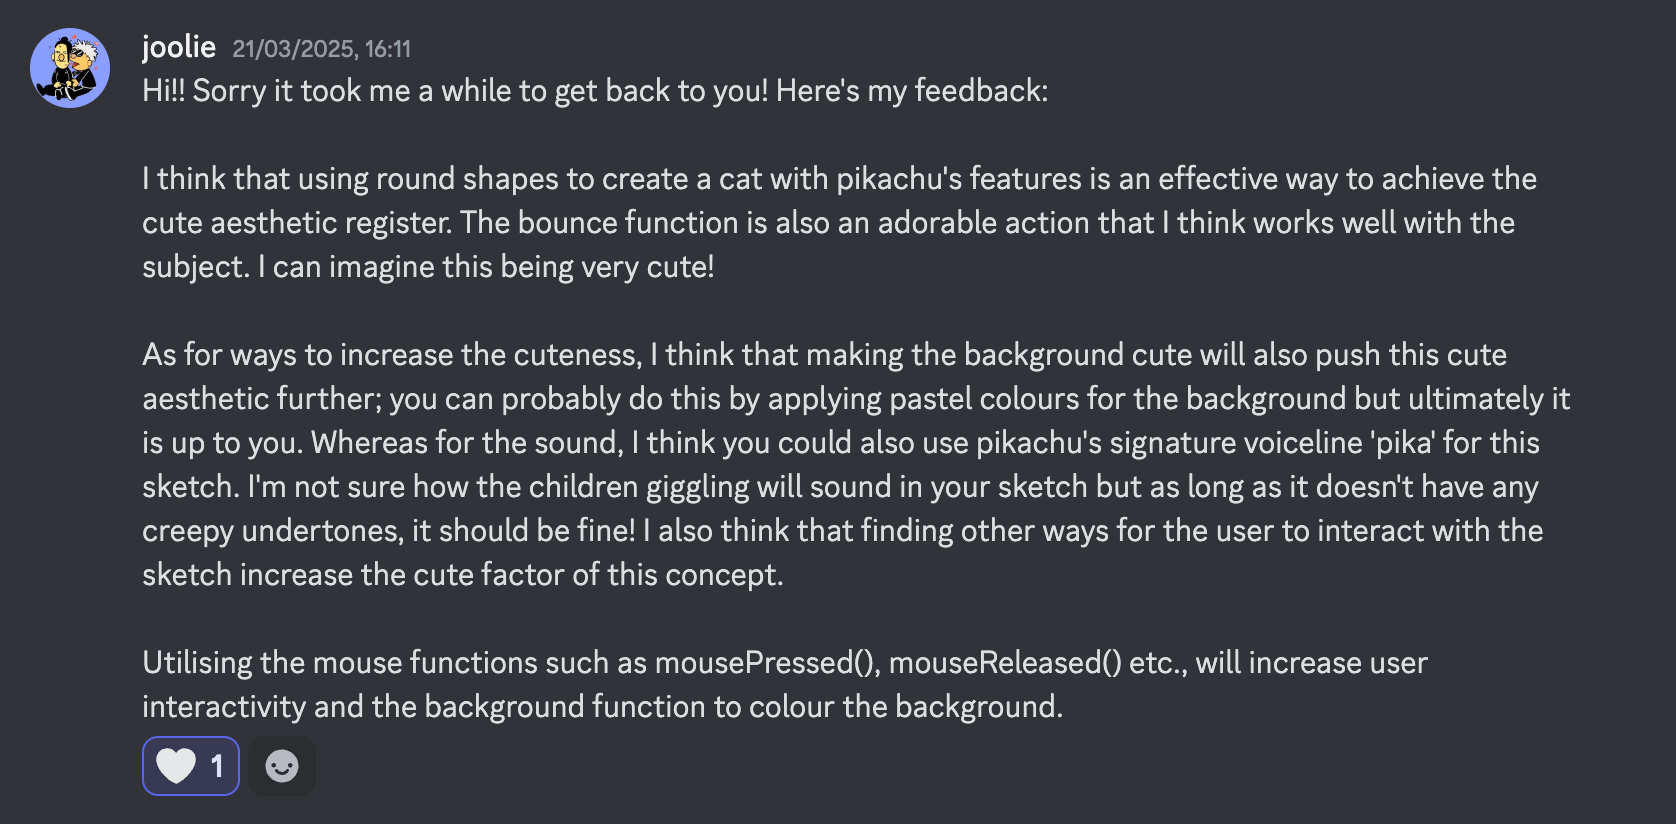 joolie 21/03/2025, 16:11
Hi!! Sorry it took me a while to get back to you! Here's my feedback:
I think that using round shapes to create a cat with pikachu's features is an effective way to achieve the
cute aesthetic register. The bounce function is also an adorable action that I think works well with the
subject. I can imagine this being very cute!
As for ways to increase the cuteness, I think that making the background cute will also push this cute
aesthetic further; you can probably do this by applying pastel colours for the background but ultimately it
is up to you. Whereas for the sound, I think you could also use pikachu's signature voiceline 'pika' for this
sketch. I'm not sure how the children giggling will sound in your sketch but as long as it doesn't have any
creepy undertones, it should be fine! I also think that finding other ways for the user to interact with the
sketch increase the cute factor of this concept.
Utilising the mouse functions such as mousePressed(), mouseReleased() etc., will increase user
interactivity and the background function to colour the background.
1